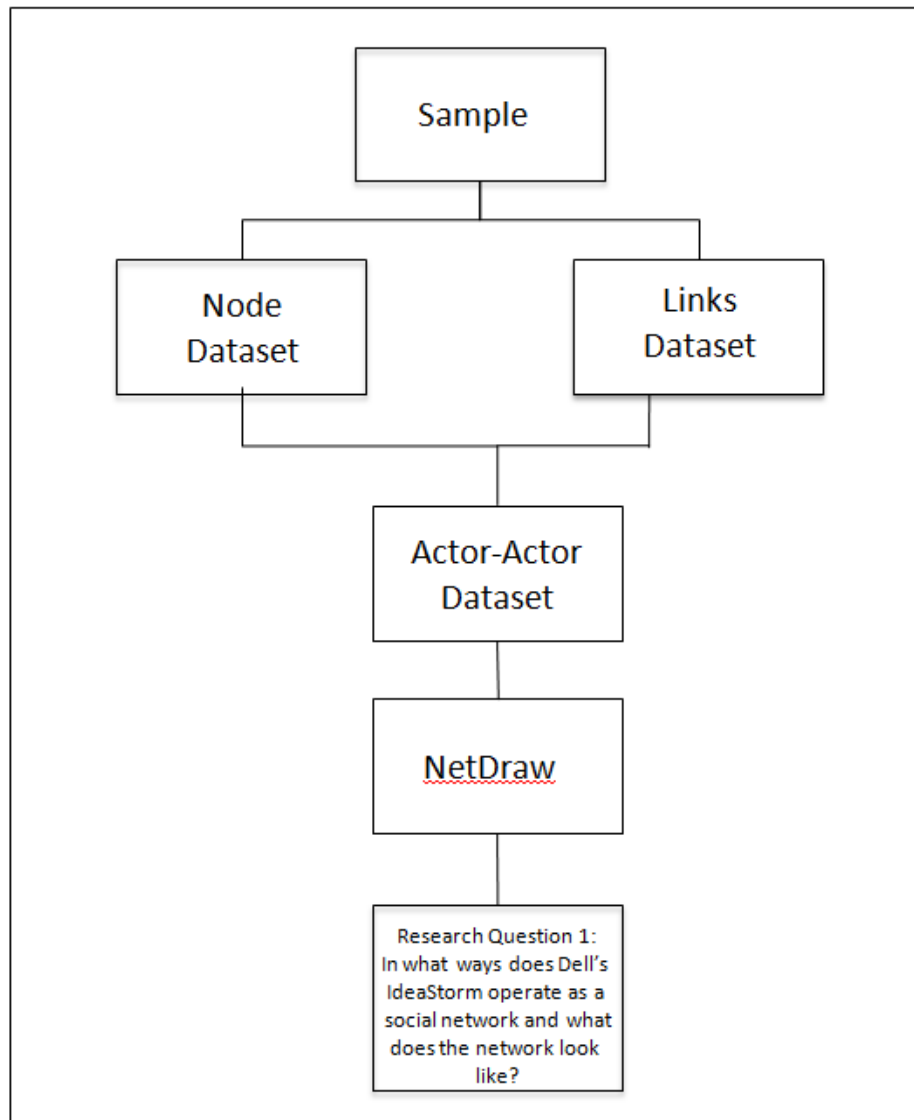 Sample
Node
Dataset
Links
Dataset
Actor-Actor
Dataset
NetDraw
Research Question 1:
In what ways does Dell's
IdeaStorm operate as a
social network and what
does the network look
like?